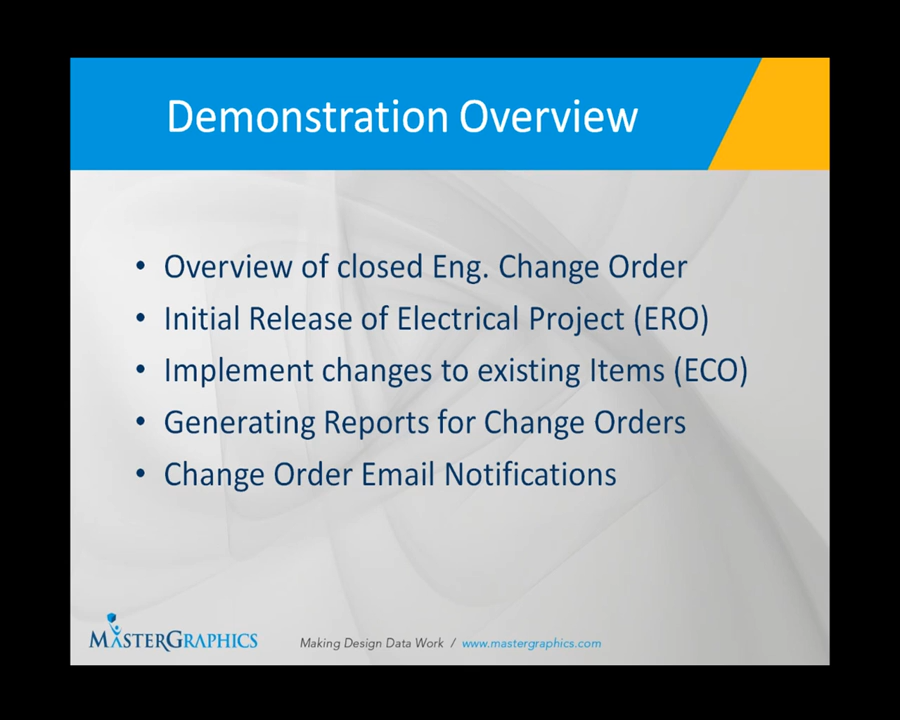 Demonstration Overview
• Overview of closed Eng. Change Order
• Initial Release of Electrical Project (ERO)
• Implement changes to existing Items (ECO)
• Generating Reports for Change Orders
• Change Order Email Notifications
MASTERGRAPHICS
Making Design Data Work / www.mastergraphics.com